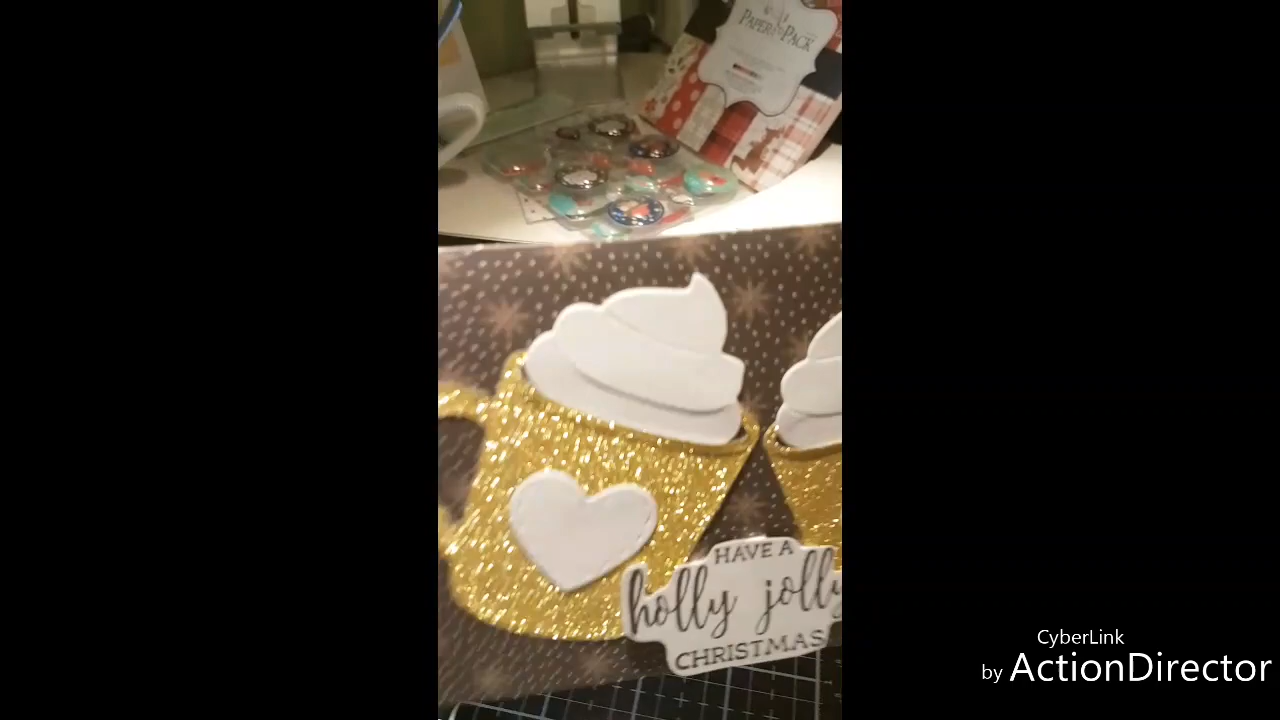 PAPER PACK
HAVE A
holly jolly
CHRISTMAS
CyberLink
by ActionDirector